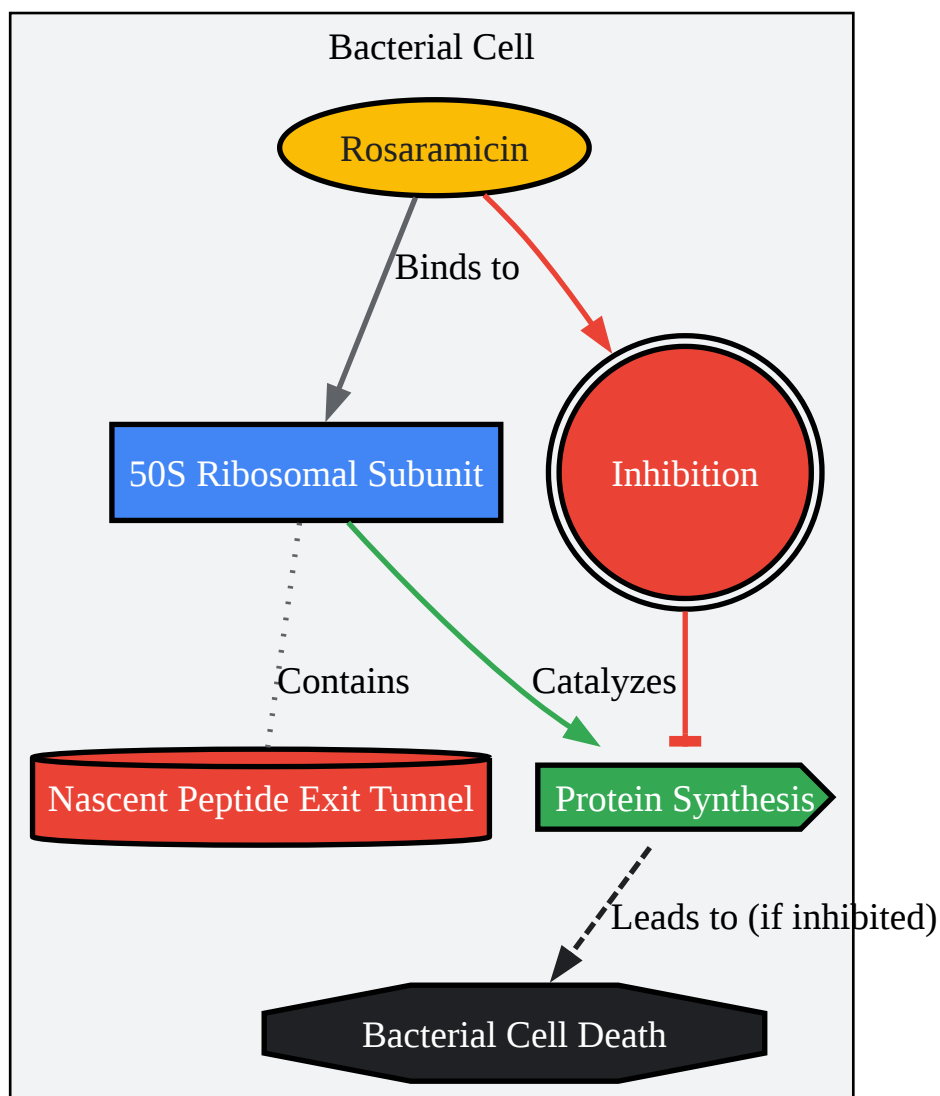 Bacterial Cell
Rosaramicin
Binds to
50S Ribosomal Subunit
Inhibition
Contains
Catalyzes
Nascent Peptide Exit Tunnel
Protein Synthesis
Leads to (if inhibited)
Bacterial Cell Death